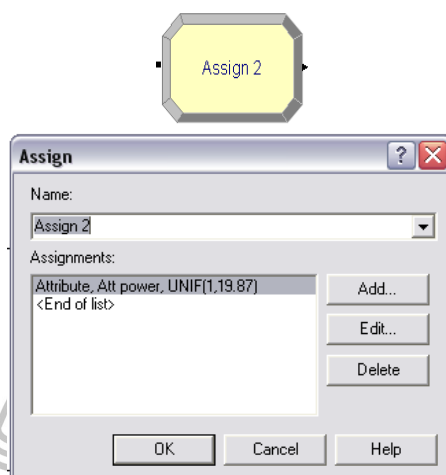 Assign 2
Assign
Name:
Assign 2
Assignments:
Attribute, Att power, UNIF(1,19.87)
<End of list>
Add...
Edit...
Delete
OK
Cancel
Help